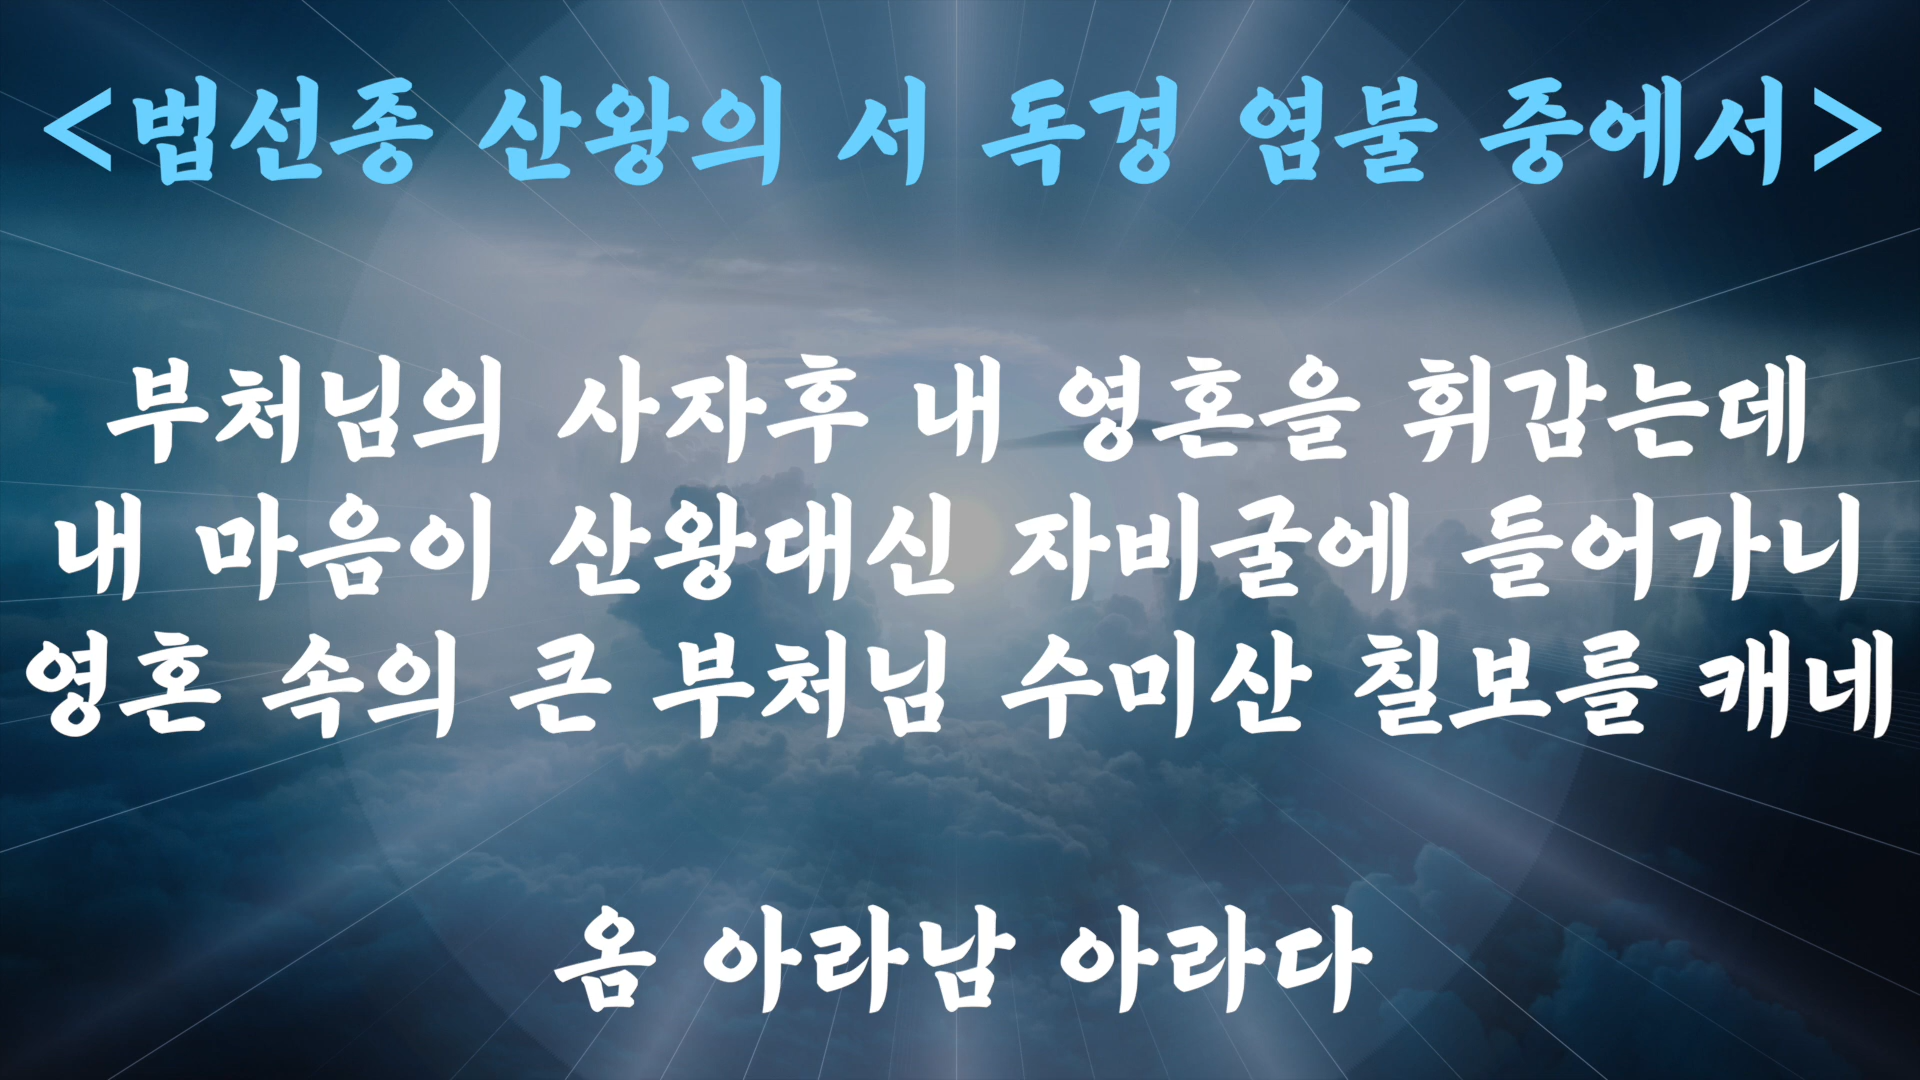 <법선종 산왕의 서 독경 염불 중에서>
부처님의 사자후 내 영혼을 휘감는데
내 마음이 산왕대신 자비굴에 들어가니
영혼 속의 큰 부처님 수미산 칠보를 캐네
옴 아라남 아라다